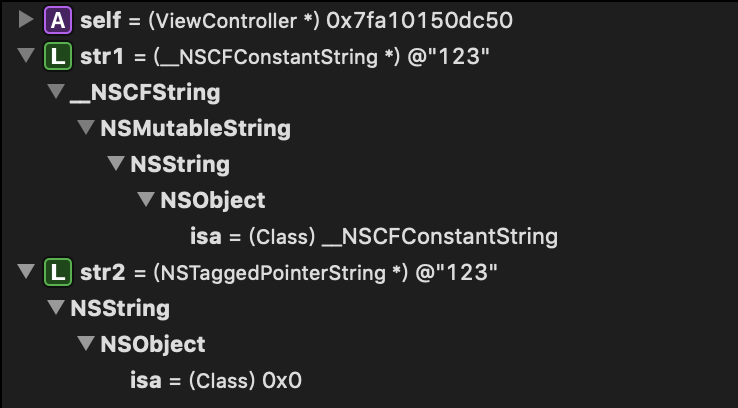 A self = (ViewController *) 0x7fa10150dc50
L str1 = (__NSCFConstantString *) @"123"
__NSCFString
NSMutableString
NSString
NSObject
isa = (Class) __NSCFConstantString
L str2 = (NSTaggedPointerString *) @"123"
NSString
NSObject
isa = (Class) 0x0